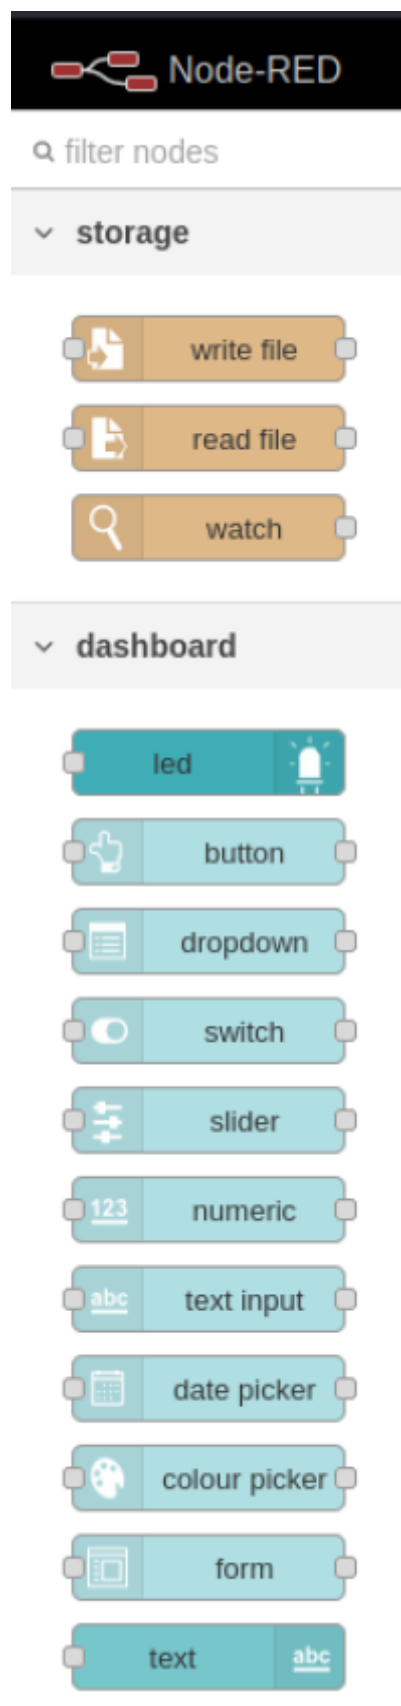 Node-RED
filter nodes
storage
write file
read file
watch
dashboard
led
button
dropdown
switch
slider
123 numeric
abc text input
date picker
colour picker
form
text abc